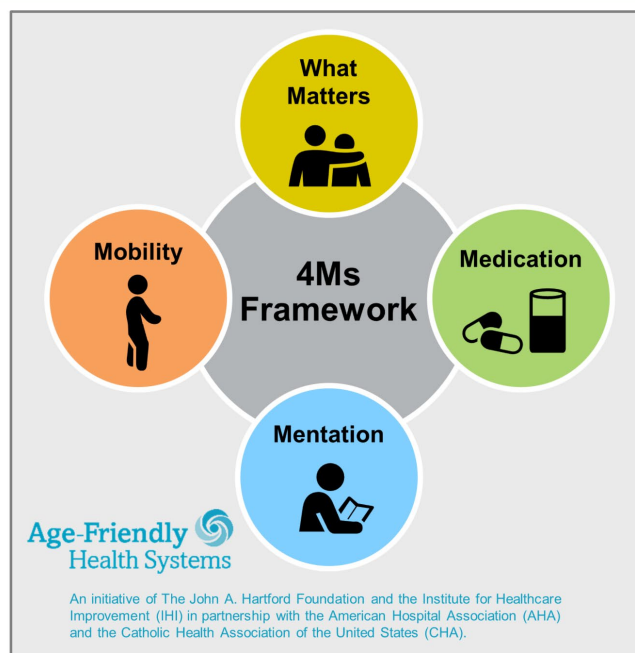 What
Matters
Mobility
4Ms
Framework
Medication
Mentation
Age-Friendly
Health Systems
An initiative of The John A. Hartford Foundation and the Institute for Healthcare
Improvement (IHI) in partnership with the American Hospital Association (AHA)
and the Catholic Health Association of the United States (CHA).